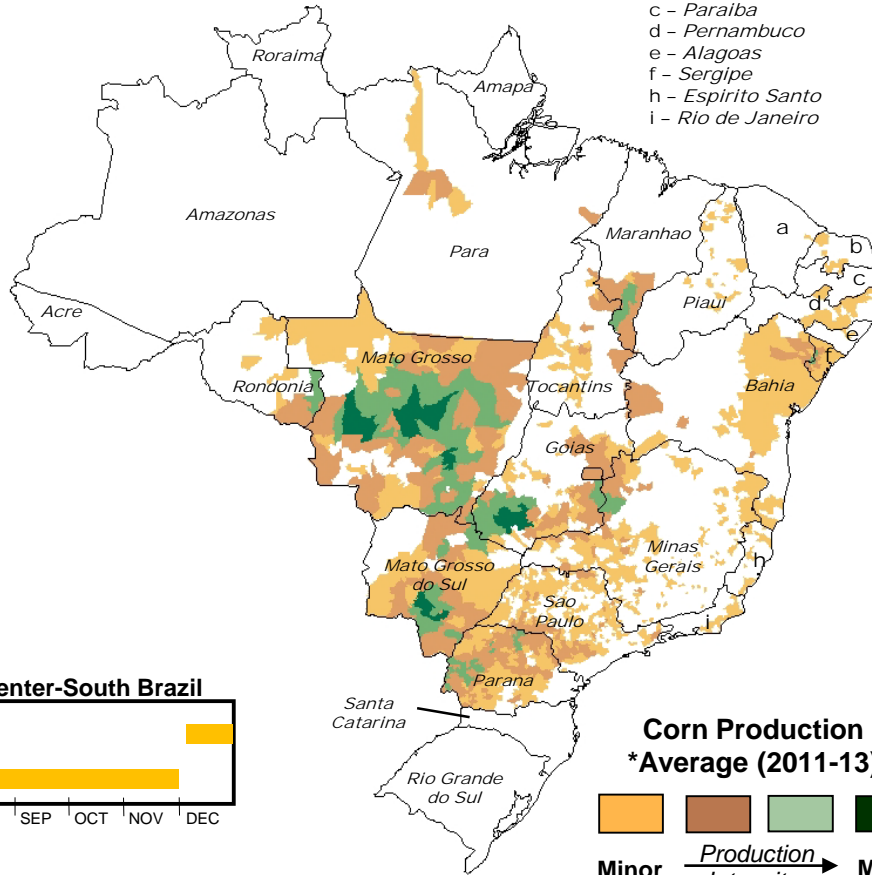 c – Paraiba
d – Pernambuco
e – Alagoas
f – Sergipe
h – Espirito Santo
i – Rio de Janeiro
Roraima
Amapa
Amazonas
Para
Maranhao
a
b
c
Piaui
d
Acre
e
Mato Grosso
f
Rondonia
Tocantins
Bahia
Goias
Minas
Gerais
h
Mato Grosso
do Sul
Sao
Paulo
i
Parana
enter-South Brazil
Santa
Catarina
SEP OCT NOV DEC
Rio Grande
do Sul
Corn Production
*Average (2011-13)
Minor Production M